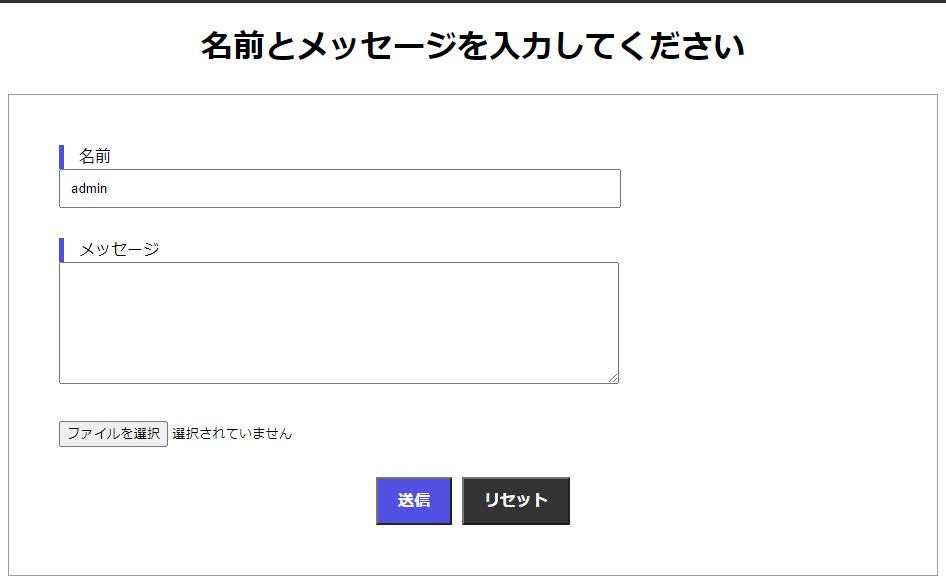 名前とメッセージを入力してください
名前
admin
メッセージ
ファイルを選択 選択されていません
送信 リセット